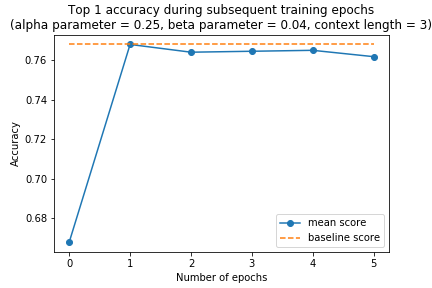 Top 1 accuracy during subsequent training epochs
(alpha parameter = 0.25, beta parameter = 0.04, context length = 3)
0.76
0.74
0.72
0.70
0.68
Accuracy
mean score
baseline score
0 1 2 3 4 5
Number of epochs